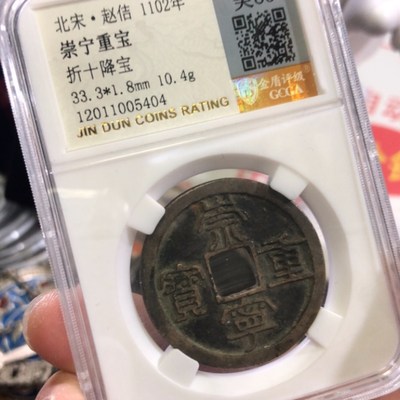 北宋·赵佶 1102年
崇宁重宝
折十降宝
33.3*1.8mm 10.4g
12011005404
JIN DUN COINS RATING
金盾评级
GCGA
崇
重
寶
寧